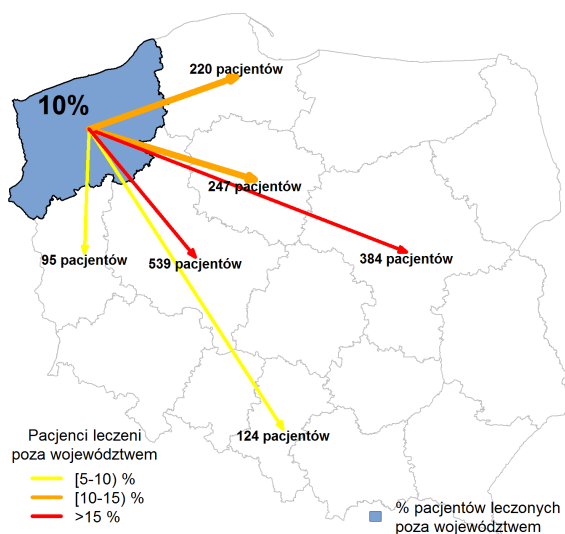 220 pacjentów
10%
247 pacjentów
95 pacjentów
539 pacjentów
384 pacjentów
124 pacjentów
Pacjenci leczeni
poza województwem
[5-10) %
[10-15) %
>15 %
% pacjentów leczonych
poza województwem